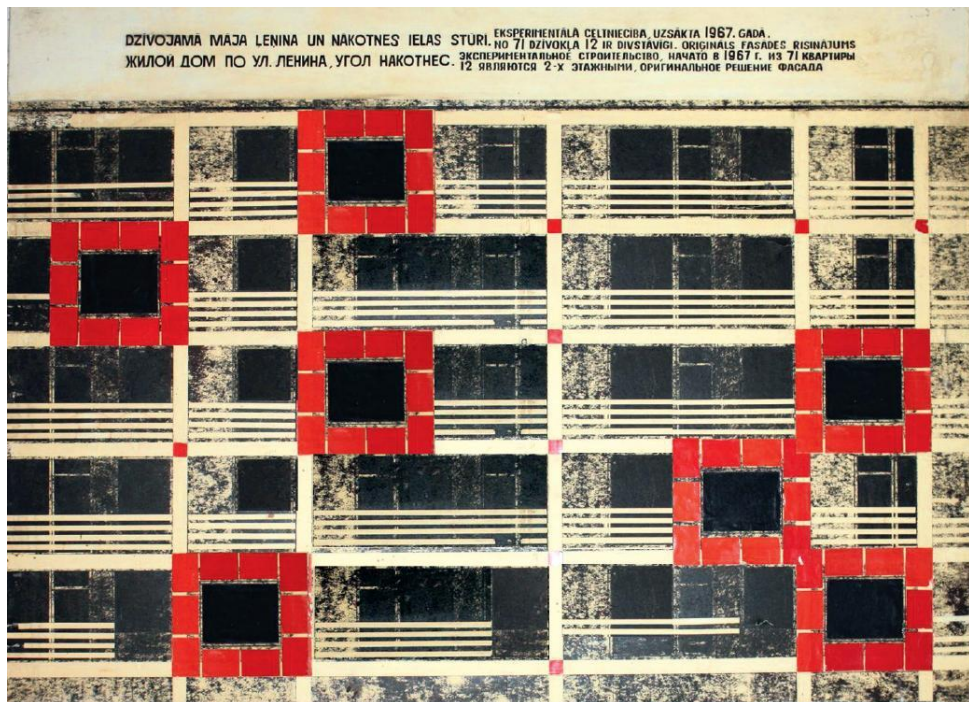 DZĪVOJAMĀ MĀJA ĻEŅINA UN NĀKOTNES IELAS STŪRĪ.
EKSPERIMENTĀLĀ CELTNIECĪBA, UZSĀKTA 1967. GADĀ.
NO 71 DZĪVOKĻA 12 IR DIVSTĀVĪGI. ORIĢINĀLS FASĀDES RISINĀJUMS
ЖИЛОЙ ДОМ ПО УЛ. ЛЕНИНА, УГОЛ НАКОТНЕС.
ЭКСПЕРИМЕНТАЛЬНОЕ СТРОИТЕЛЬСТВО, НАЧАТО В 1967 Г. ИЗ 71 КВАРТИРЫ
12 ЯВЛЯЮТСЯ 2-Х ЭТАЖНЫМИ, ОРИГИНАЛЬНОЕ РЕШЕНИЕ ФАСАДА